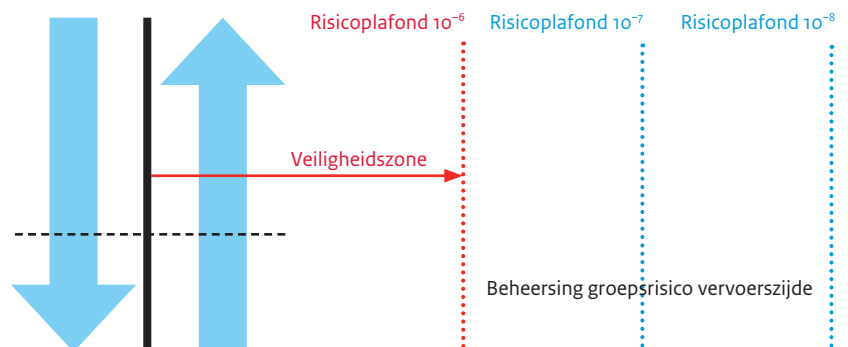 Risicoplafond 10⁻⁶ Risicoplafond 10⁻⁷ Risicoplafond 10⁻⁸
Veiligheidszone
Beheersing groepsrisico vervoerszijde